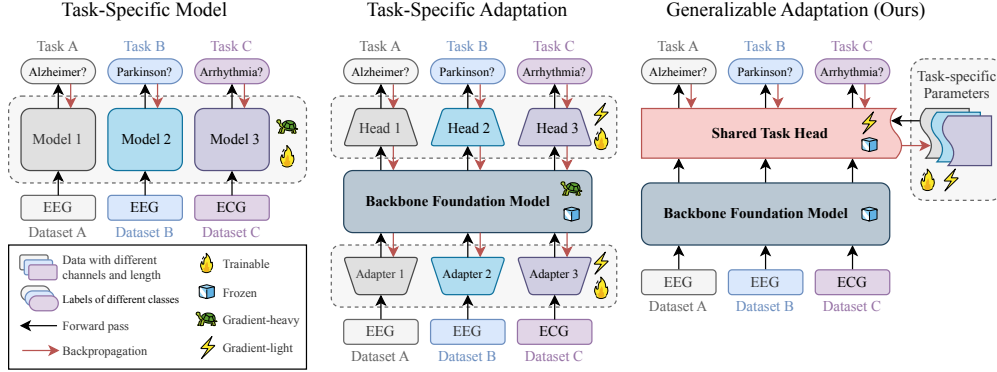 Task-Specific Model
Task A
Task B
Task C
Alzheimer?
Parkinson?
Arrhythmia?
Model 1
Model 2
Model 3
EEG
EEG
ECG
Dataset A
Dataset B
Dataset C
Data with different
channels and length
Labels of different classes
Forward pass
Backpropagation
Trainable
Frozen
Gradient-heavy
Gradient-light
Task-Specific Adaptation
Task A
Task B
Task C
Alzheimer?
Parkinson?
Arrhythmia?
Head 1
Head 2
Head 3
Backbone Foundation Model
Adapter 1
Adapter 2
Adapter 3
EEG
EEG
ECG
Dataset A
Dataset B
Dataset C
Generalizable Adaptation (Ours)
Task A
Task B
Task C
Alzheimer?
Parkinson?
Arrhythmia?
Task-specific
Parameters
Shared Task Head
Backbone Foundation Model
EEG
EEG
ECG
Dataset A
Dataset B
Dataset C